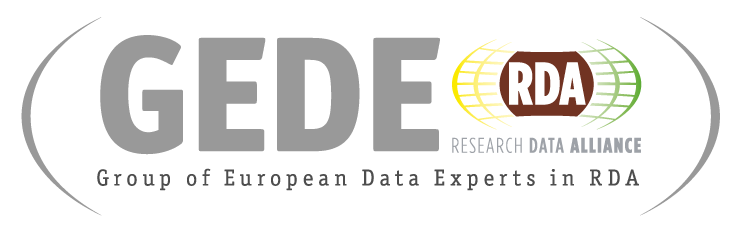 GEDE
RDA
RESEARCH DATA ALLIANCE
Group of European Data Experts in RDA